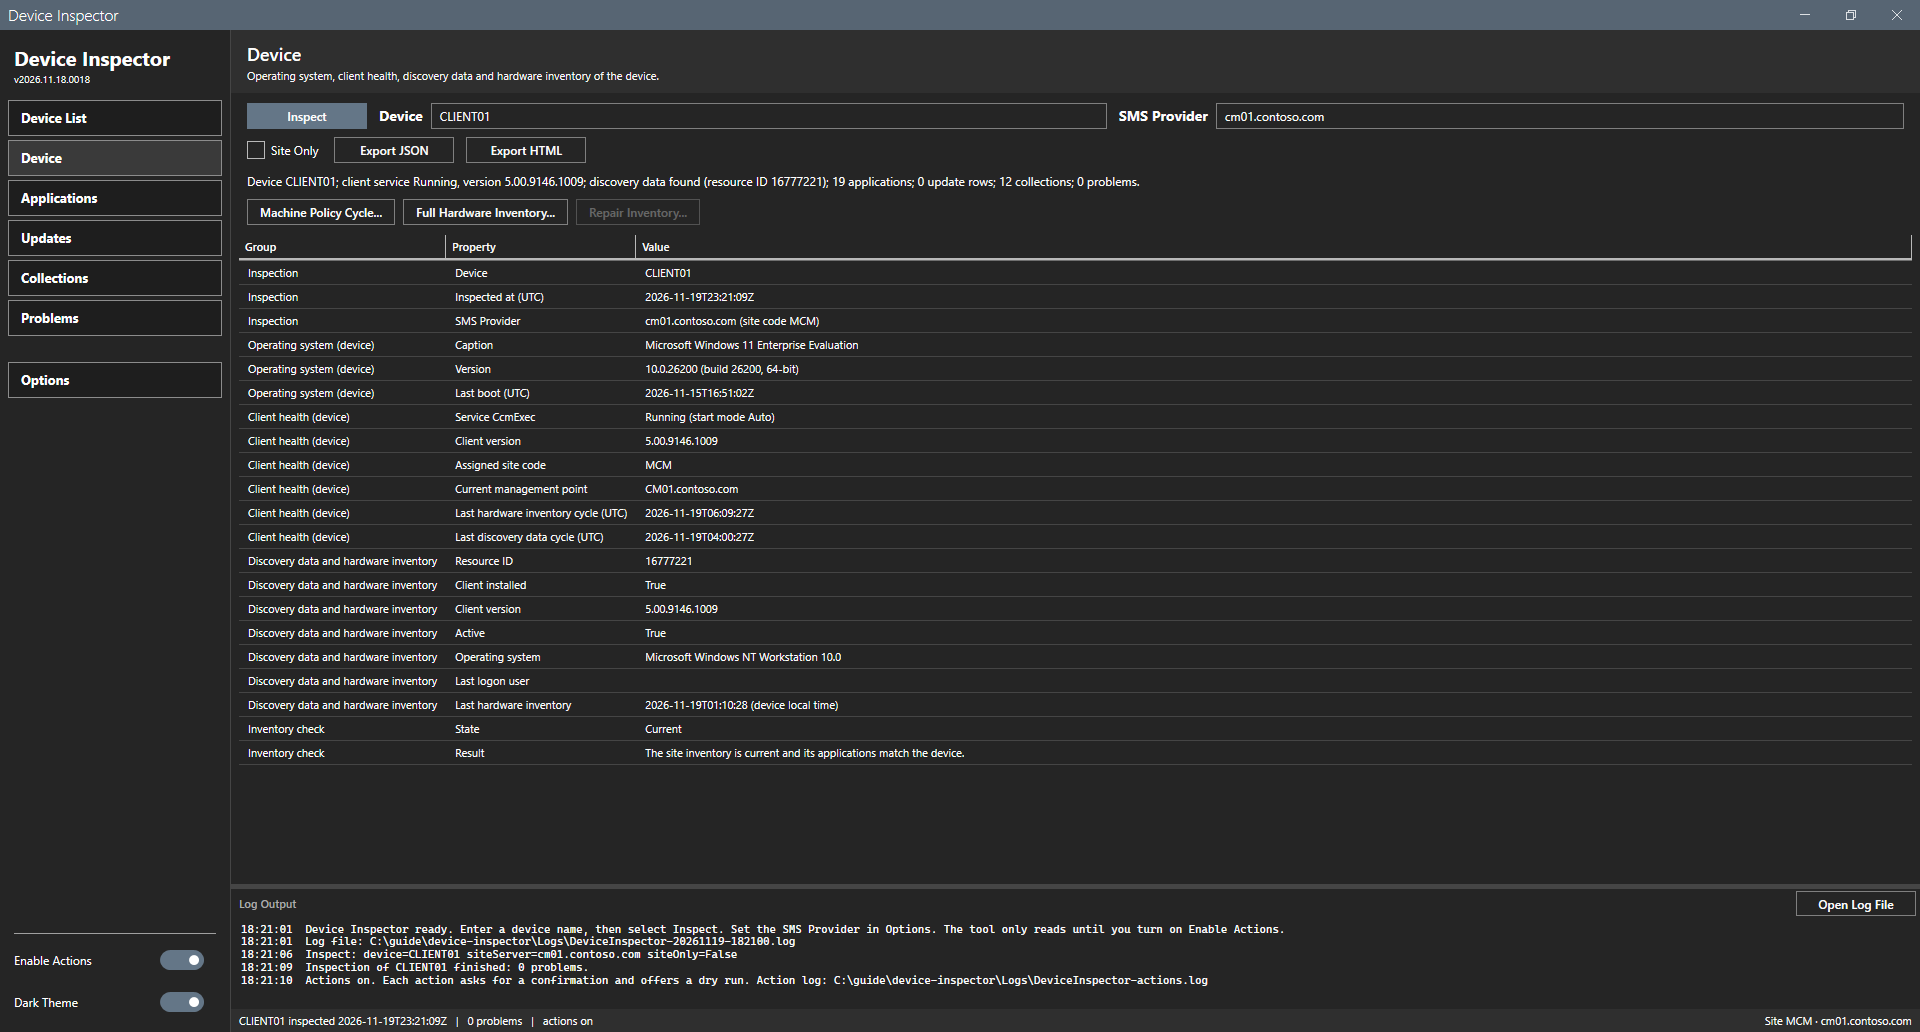 Device Inspector
Device Inspector
v2026.11.18.0018
Device List
Device
Applications
Updates
Collections
Problems
Options
Enable Actions
Dark Theme
Device
Operating system, client health, discovery data and hardware inventory of the device.
Inspect Device CLIENT01 SMS Provider cm01.contoso.com
Site Only Export JSON Export HTML
Device CLIENT01; client service Running, version 5.00.9146.1009; discovery data found (resource ID 16777221); 19 applications; 0 update rows; 12 collections; 0 problems.
Machine Policy Cycle... Full Hardware Inventory... Repair Inventory...
Group Property Value
Inspection Device CLIENT01
Inspection Inspected at (UTC) 2026-11-19T23:21:09Z
Inspection SMS Provider cm01.contoso.com (site code MCM)
Operating system (device) Caption Microsoft Windows 11 Enterprise Evaluation
Operating system (device) Version 10.0.26200 (build 26200, 64-bit)
Operating system (device) Last boot (UTC) 2026-11-15T16:51:02Z
Client health (device) Service CcmExec Running (start mode Auto)
Client health (device) Client version 5.00.9146.1009
Client health (device) Assigned site code MCM
Client health (device) Current management point CM01.contoso.com
Client health (device) Last hardware inventory cycle (UTC) 2026-11-19T06:09:27Z
Client health (device) Last discovery data cycle (UTC) 2026-11-19T04:00:27Z
Discovery data and hardware inventory Resource ID 16777221
Discovery data and hardware inventory Client installed True
Discovery data and hardware inventory Client version 5.00.9146.1009
Discovery data and hardware inventory Active True
Discovery data and hardware inventory Operating system Microsoft Windows NT Workstation 10.0
Discovery data and hardware inventory Last logon user
Discovery data and hardware inventory Last hardware inventory 2026-11-19T01:10:28 (device local time)
Inventory check State Current
Inventory check Result The site inventory is current and its applications match the device.
Log Output Open Log File
18:21:01 Device Inspector ready. Enter a device name, then select Inspect. Set the SMS Provider in Options. The tool only reads until you turn on Enable Actions.
18:21:01 Log file: C:\guide\device-inspector\Logs\DeviceInspector-20261119-182100.log
18:21:06 Inspect: device=CLIENT01 siteServer=cm01.contoso.com siteOnly=False
18:21:09 Inspection of CLIENT01 finished: 0 problems.
18:21:10 Actions on. Each action asks for a confirmation and offers a dry run. Action log: C:\guide\device-inspector\Logs\DeviceInspector-actions.log
CLIENT01 inspected 2026-11-19T23:21:09Z | 0 problems | actions on Site MCM · cm01.contoso.com